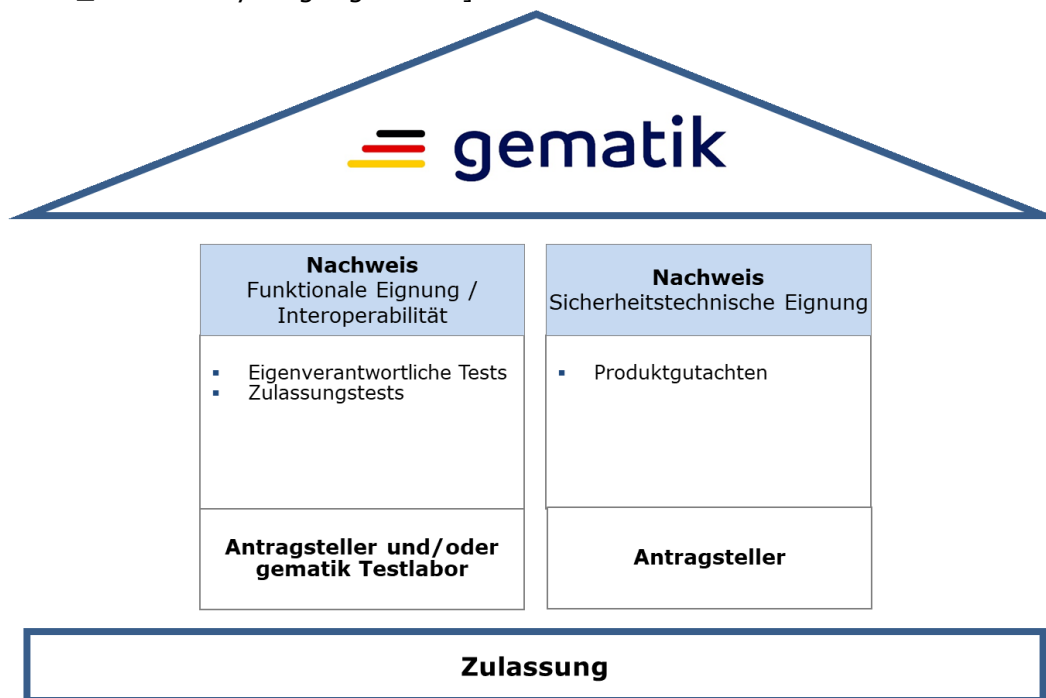 gematik
Nachweis
Funktionale Eignung /
Interoperabilität
▪ Eigenverantwortliche Tests
▪ Zulassungstests
Antragsteller und/oder
gematik Testlabor
Nachweis
Sicherheitstechnische Eignung
▪ Produktgutachten
Antragsteller
Zulassung